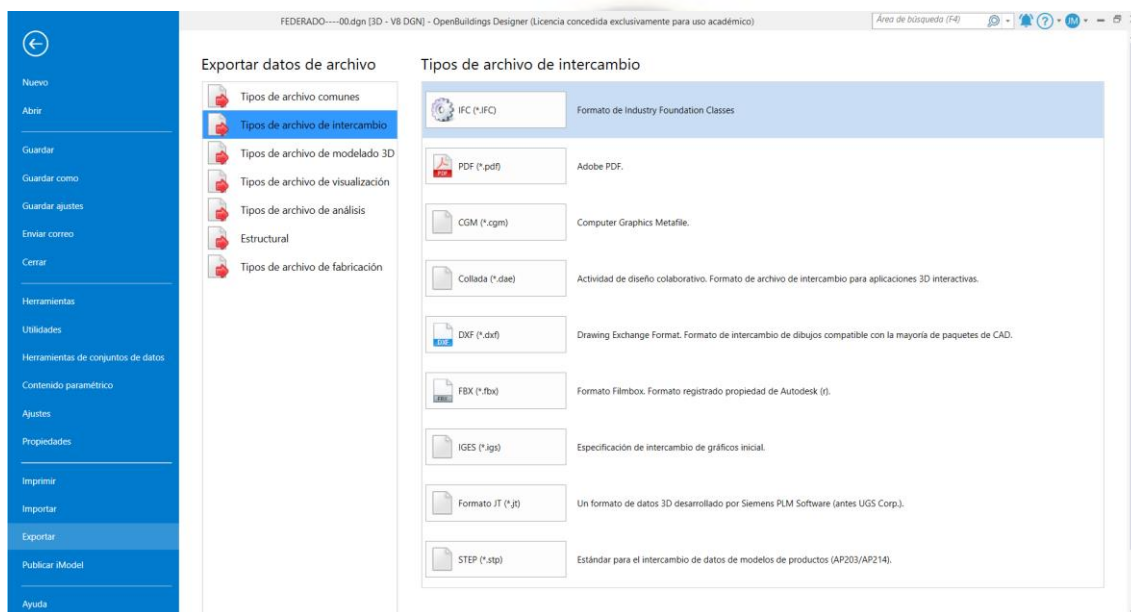 FEDERADO----00.dgn [3D - V8 DGN] - OpenBuildings Designer (Licencia concedida exclusivamente para uso académico)
Área de búsqueda (F4)
?
JM
Nuevo
Abrir
Guardar
Guardar como
Guardar ajustes
Enviar correo
Cerrar
Herramientas
Utilidades
Herramientas de conjuntos de datos
Contenido paramétrico
Ajustes
Propiedades
Imprimir
Importar
Exportar
Publicar iModel
Ayuda
Exportar datos de archivo
Tipos de archivo comunes
Tipos de archivo de intercambio
Tipos de archivo de modelado 3D
Tipos de archivo de visualización
Tipos de archivo de análisis
Estructural
Tipos de archivo de fabricación
Tipos de archivo de intercambio
IFC (*.IFC) Formato de Industry Foundation Classes
PDF PDF (*.pdf) Adobe PDF.
CGM (*.cgm) Computer Graphics Metafile.
Collada (*.dae) Actividad de diseño colaborativo. Formato de archivo de intercambio para aplicaciones 3D interactivas.
DXF DXF (*.dxf) Drawing Exchange Format. Formato de intercambio de dibujos compatible con la mayoría de paquetes de CAD.
FBX FBX (*.fbx) Formato Filmbox. Formato registrado propiedad de Autodesk (r).
IGES (*.igs) Especificación de intercambio de gráficos inicial.
Formato JT (*.jt) Un formato de datos 3D desarrollado por Siemens PLM Software (antes UGS Corp.).
STEP (*.stp) Estándar para el intercambio de datos de modelos de productos (AP203/AP214).